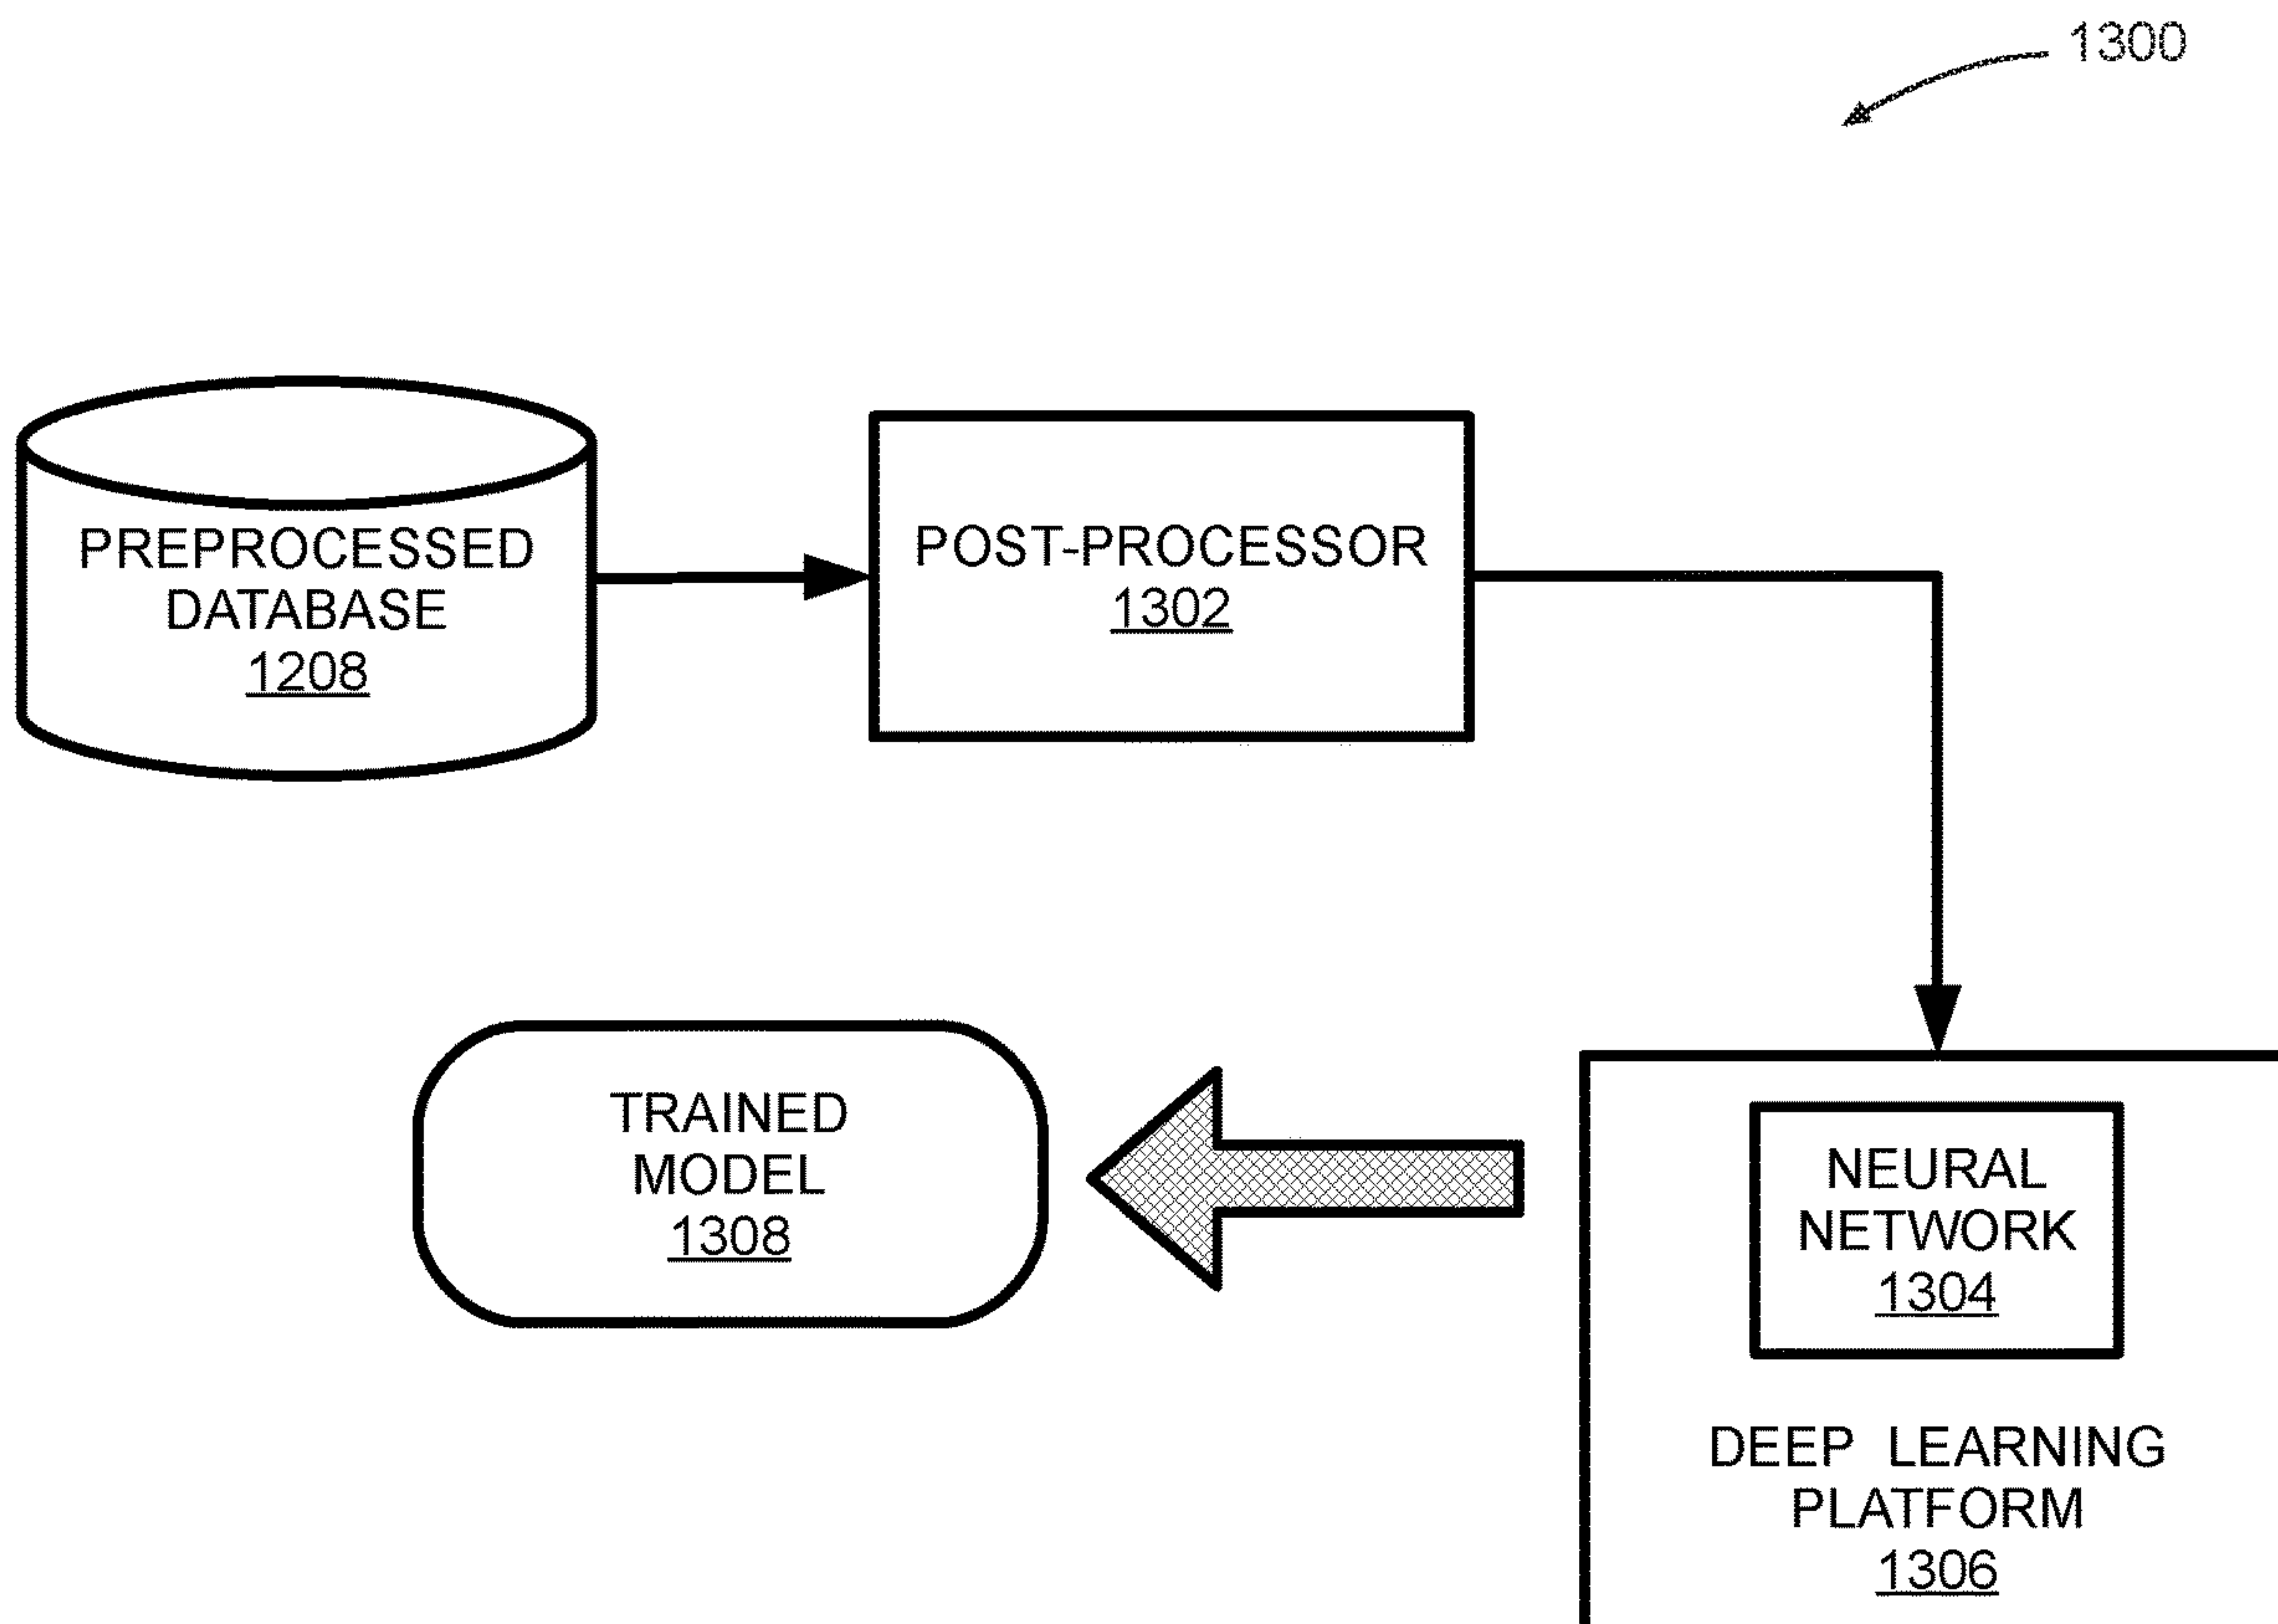 1300
PREPROCESSED
DATABASE
1208
POST-PROCESSOR
1302
TRAINED
MODEL
1308
NEURAL
NETWORK
1304
DEEP LEARNING
PLATFORM
1306